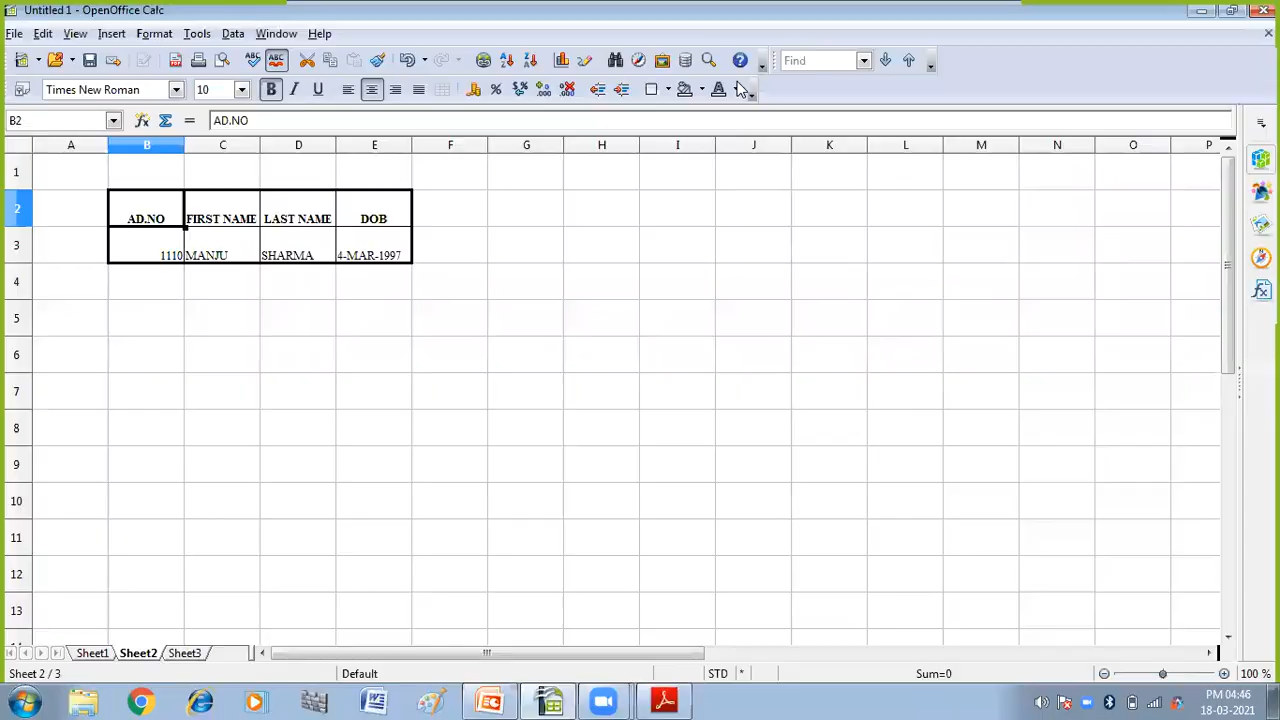 Untitled 1 - OpenOffice Calc
File Edit View Insert Format Tools Data Window Help
ABC ABC Find
Times New Roman 10 B I U A
B2 AD.NO
A B C D E F G H I J K L M N O P
1
2 AD.NO FIRST NAME LAST NAME DOB
3 1110 MANJU SHARMA 4-MAR-1997
4
5
6
7
8
9
10
11
12
13
Sheet1 Sheet2 Sheet3
Sheet 2 / 3 Default STD * Sum=0 100 %
PM 04:46
18-03-2021